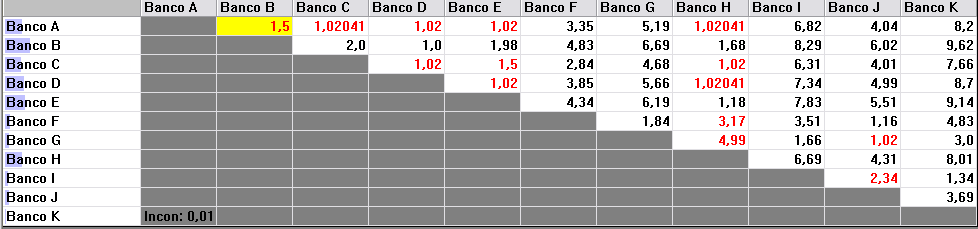 Banco A Banco B Banco C Banco D Banco E Banco F Banco G Banco H Banco I Banco J Banco K
Banco A 1,5 1,02041 1,02 1,02 3,35 5,19 1,02041 6,82 4,04 8,2
Banco B 2,0 1,0 1,98 4,83 6,69 1,68 8,29 6,02 9,62
Banco C 1,02 1,5 2,84 4,68 1,02 6,31 4,01 7,66
Banco D 1,02 3,85 5,66 1,02041 7,34 4,99 8,7
Banco E 4,34 6,19 1,18 7,83 5,51 9,14
Banco F 1,84 3,17 3,51 1,16 4,83
Banco G 4,99 1,66 1,02 3,0
Banco H 6,69 4,31 8,01
Banco I 2,34 1,34
Banco J 3,69
Banco K Incon: 0,01